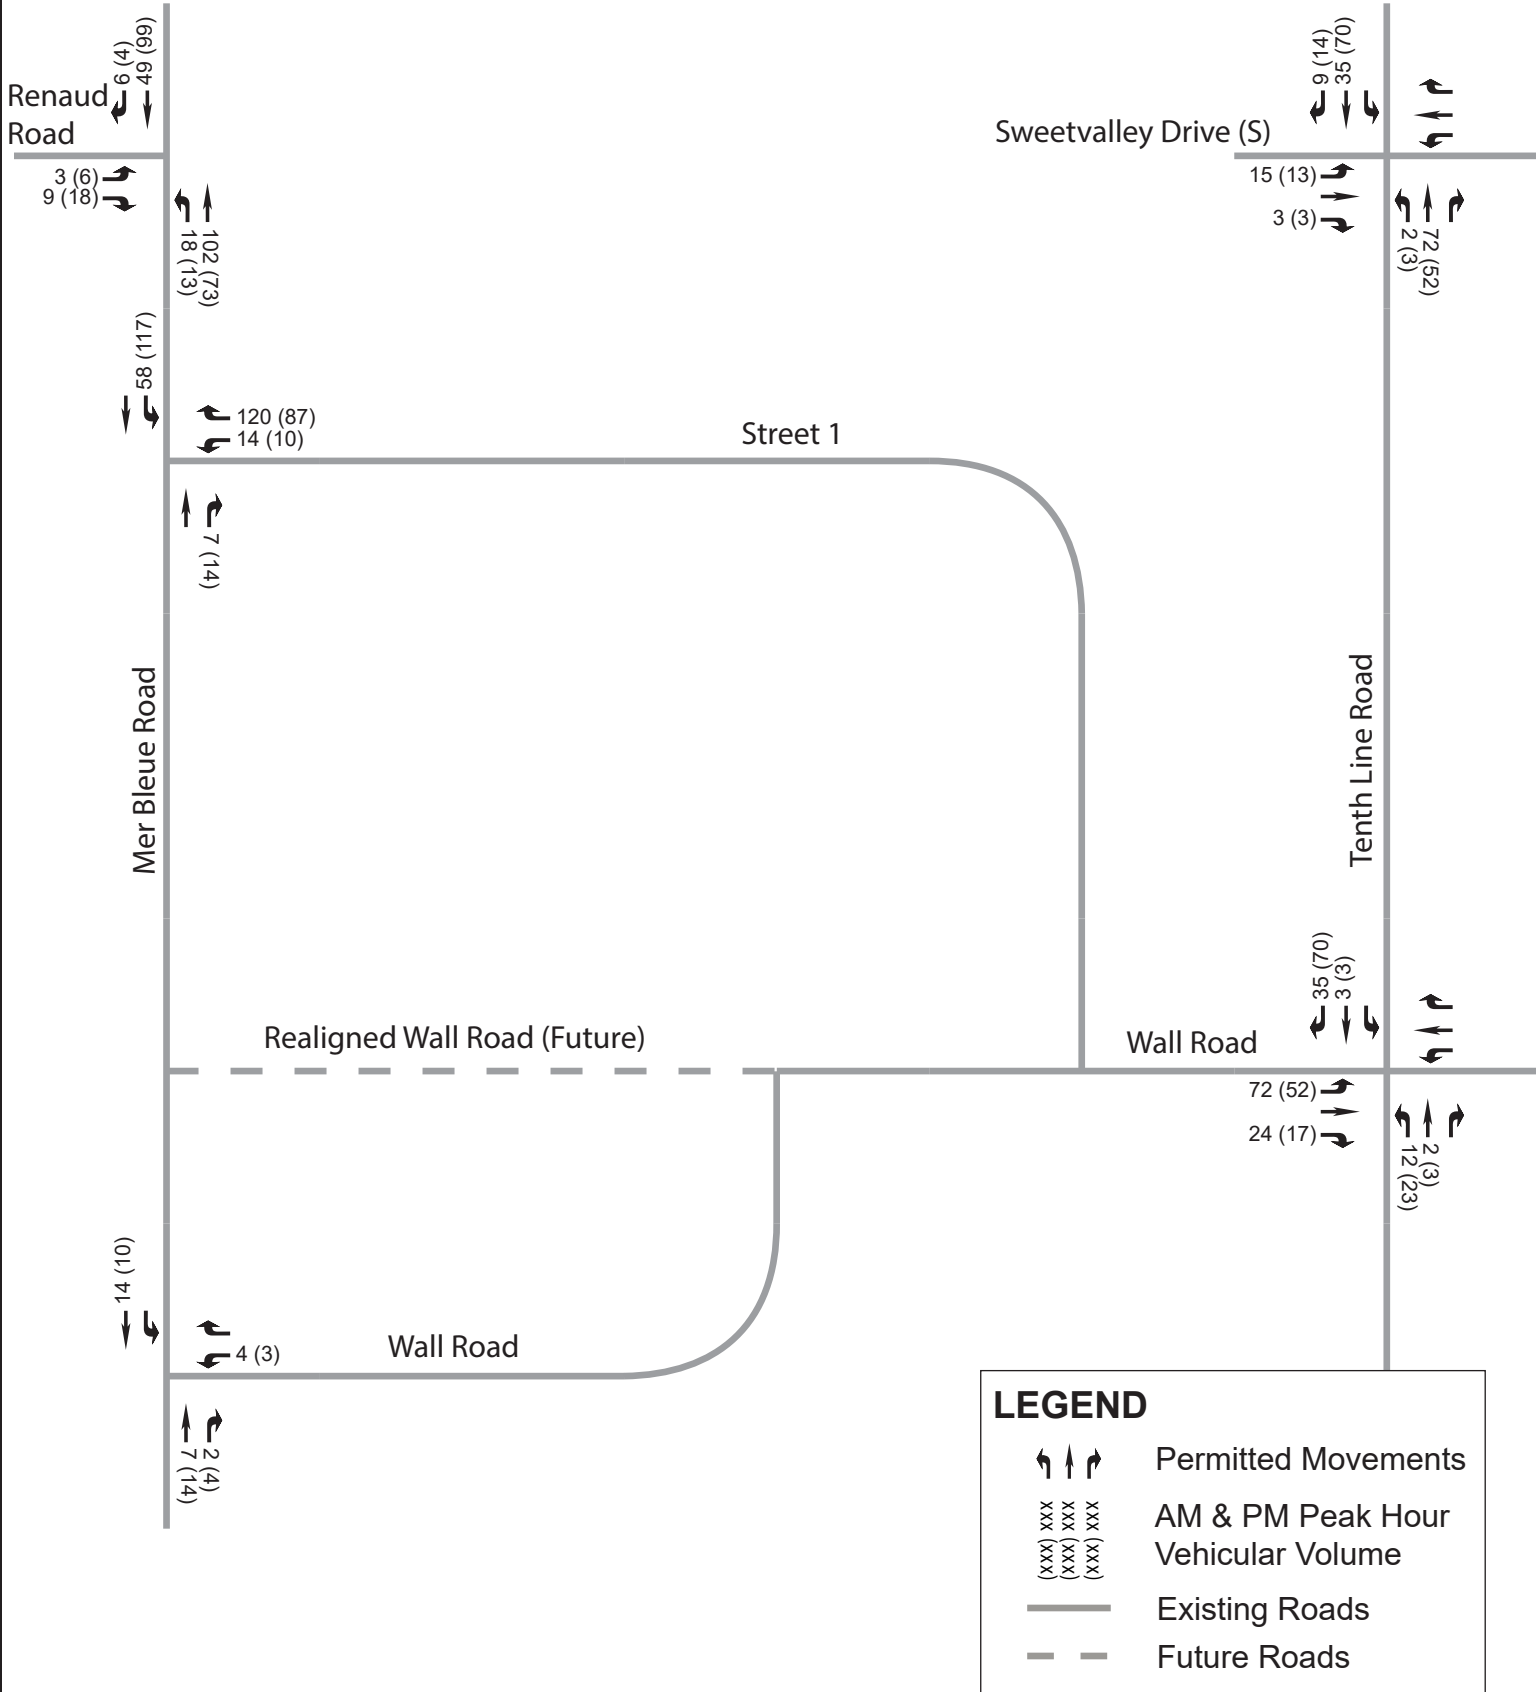 6 (4)
49 (99)
Renaud
Road
3 (6)
9 (18)
18 (13)
102 (73)
9 (14)
35 (70)
Sweetvalley Drive (S)
15 (13)
3 (3)
2 (3)
72 (52)
58 (117)
120 (87)
14 (10)
Street 1
7 (14)
Mer Bleue Road
Tenth Line Road
35 (70)
3 (3)
Realigned Wall Road (Future)
Wall Road
72 (52)
24 (17)
12 (23)
2 (3)
14 (10)
4 (3)
Wall Road
7 (14)
2 (4)
LEGEND
Permitted Movements
xxx xxx xxx
(xxx) (xxx) (xxx)
AM & PM Peak Hour
Vehicular Volume
Existing Roads
Future Roads